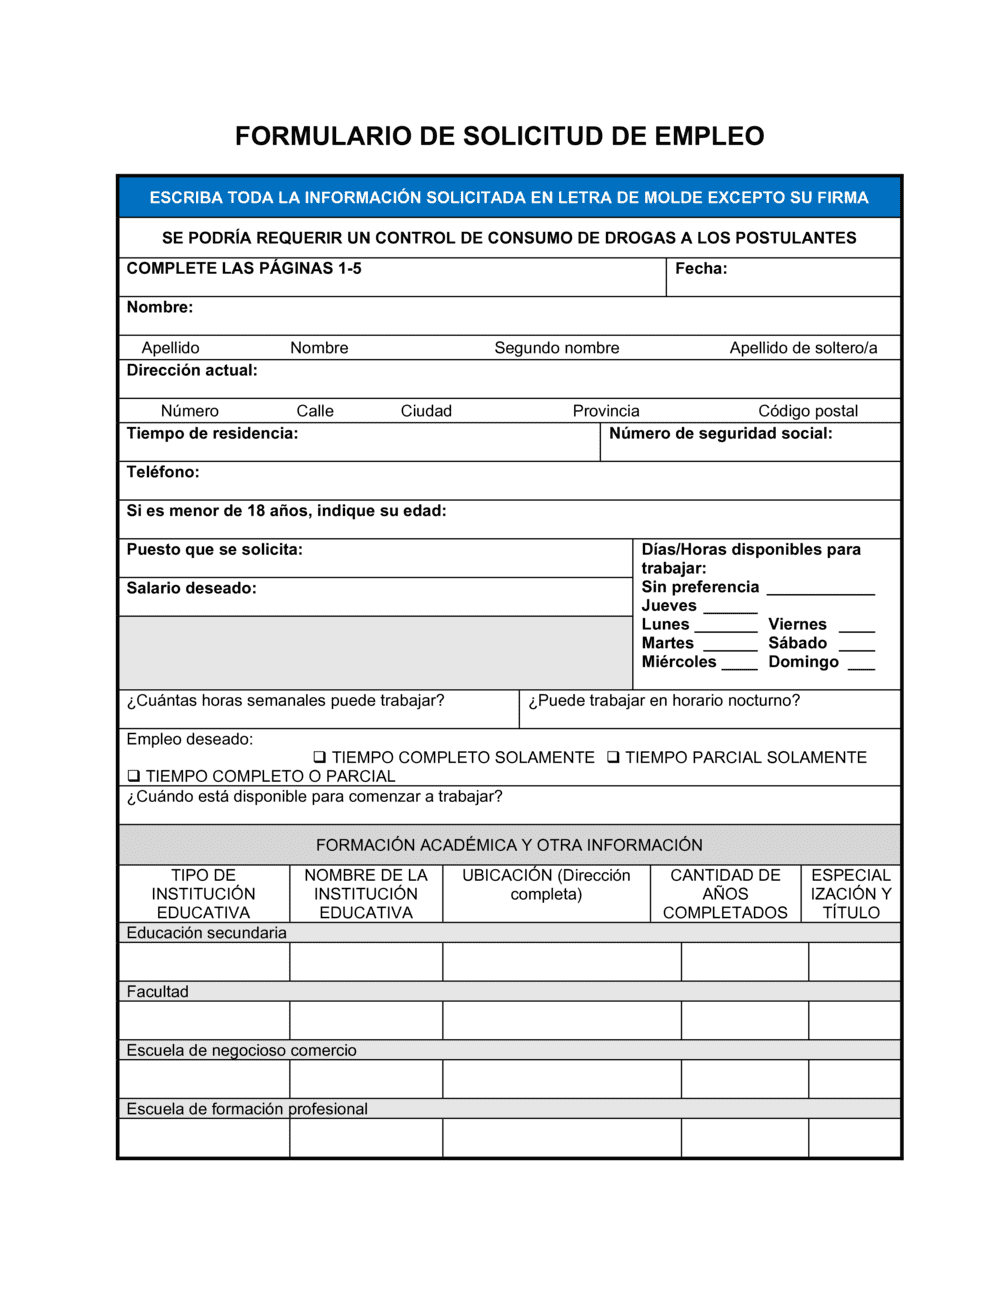 FORMULARIO DE SOLICITUD DE EMPLEO
ESCRIBA TODA LA INFORMACIÓN SOLICITADA EN LETRA DE MOLDE EXCEPTO SU FIRMA
SE PODRÍA REQUERIR UN CONTROL DE CONSUMO DE DROGAS A LOS POSTULANTES
COMPLETE LAS PÁGINAS 1-5 Fecha:
Nombre:
Apellido Nombre Segundo nombre Apellido de soltero/a
Dirección actual:
Número Calle Ciudad Provincia Código postal
Tiempo de residencia: Número de seguridad social:
Teléfono:
Si es menor de 18 años, indique su edad:
Puesto que se solicita:
Salario deseado:
Días/Horas disponibles para
trabajar:
Sin preferencia ____________
Jueves ______
Lunes _______ Viernes ____
Martes ______ Sábado ____
Miércoles ____ Domingo ___
¿Cuántas horas semanales puede trabajar? ¿Puede trabajar en horario nocturno?
Empleo deseado:
❑ TIEMPO COMPLETO SOLAMENTE ❑ TIEMPO PARCIAL SOLAMENTE
❑ TIEMPO COMPLETO O PARCIAL
¿Cuándo está disponible para comenzar a trabajar?
FORMACIÓN ACADÉMICA Y OTRA INFORMACIÓN
TIPO DE
INSTITUCIÓN
EDUCATIVA
NOMBRE DE LA
INSTITUCIÓN
EDUCATIVA
UBICACIÓN (Dirección
completa)
CANTIDAD DE
AÑOS
COMPLETADOS
ESPECIAL
IZACIÓN Y
TÍTULO
Educación secundaria
Facultad
Escuela de negocioso comercio
Escuela de formación profesional